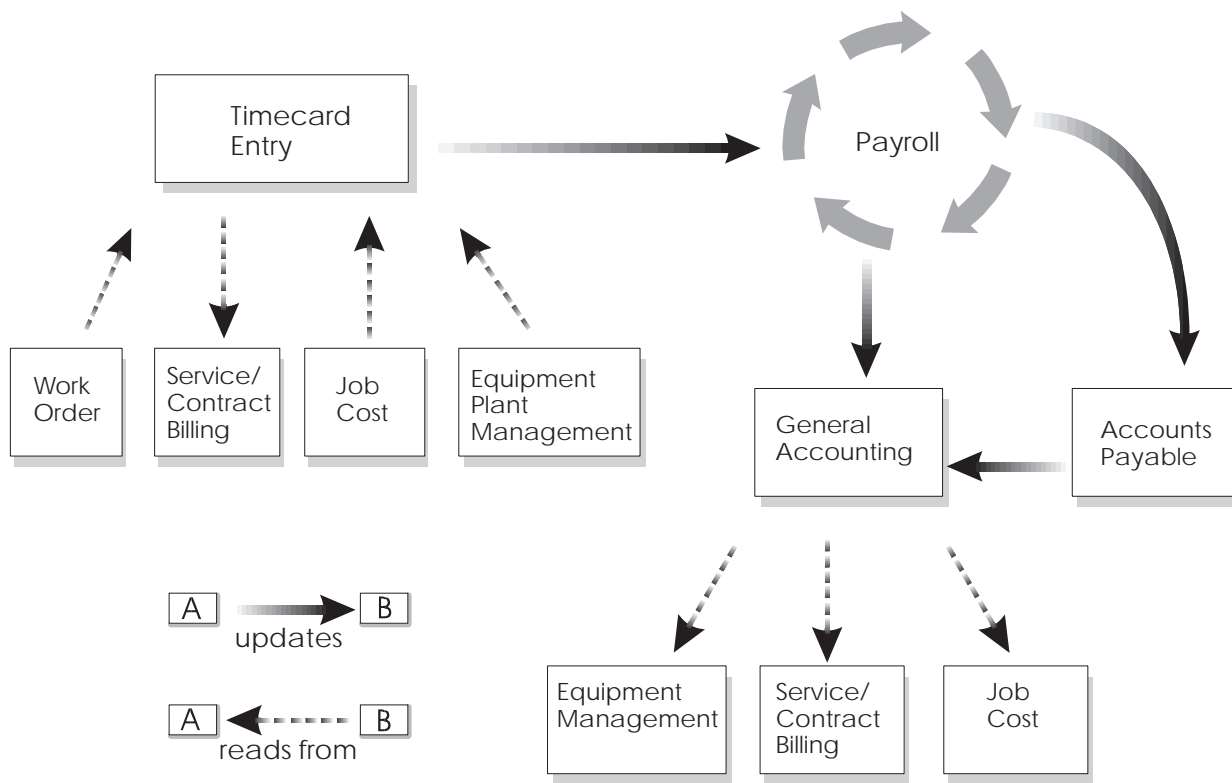 Timecard
Entry
Payroll
Work
Order
Service/
Contract
Billing
Job
Cost
Equipment
Plant
Management
General
Accounting
Accounts
Payable
A
B
updates
A
B
reads from
Equipment
Management
Service/
Contract
Billing
Job
Cost